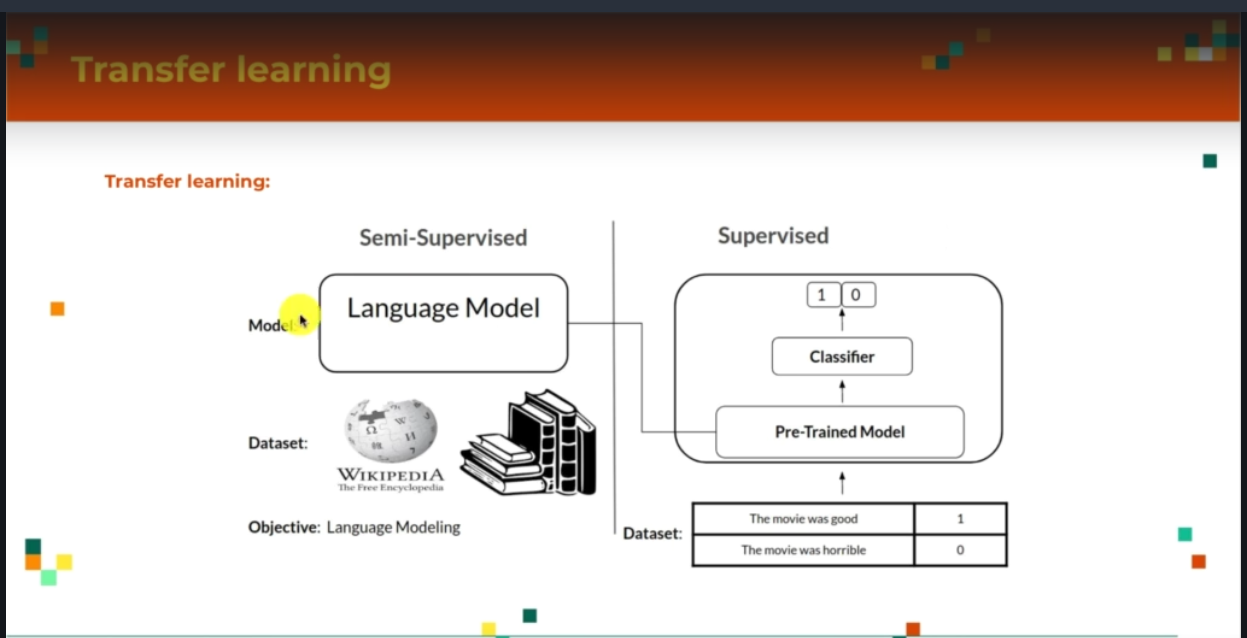 Transfer learning
Transfer learning:
Semi-Supervised
Supervised
Model:
Language Model
1 0
Classifier
Pre-Trained Model
Dataset:
Ω W И 7
WIKIPEDIA
The Free Encyclopedia
Objective: Language Modeling
Dataset:
The movie was good 1
The movie was horrible 0